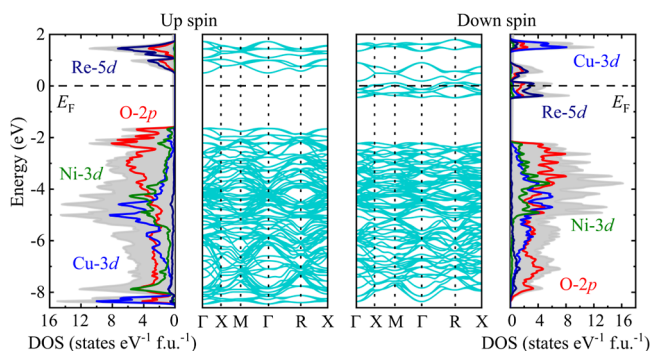 Up spin
Down spin
2
0
-2
-4
-6
-8
Energy (eV)
Re-5d
E_F
O-2p
Ni-3d
Cu-3d
16 12 8 4 0
DOS (states eV⁻¹ f.u.⁻¹)
Γ X M Γ R X
Γ X M Γ R X
Cu-3d
E_F
Re-5d
Ni-3d
O-2p
0 4 8 12 16
DOS (states eV⁻¹ f.u.⁻¹)